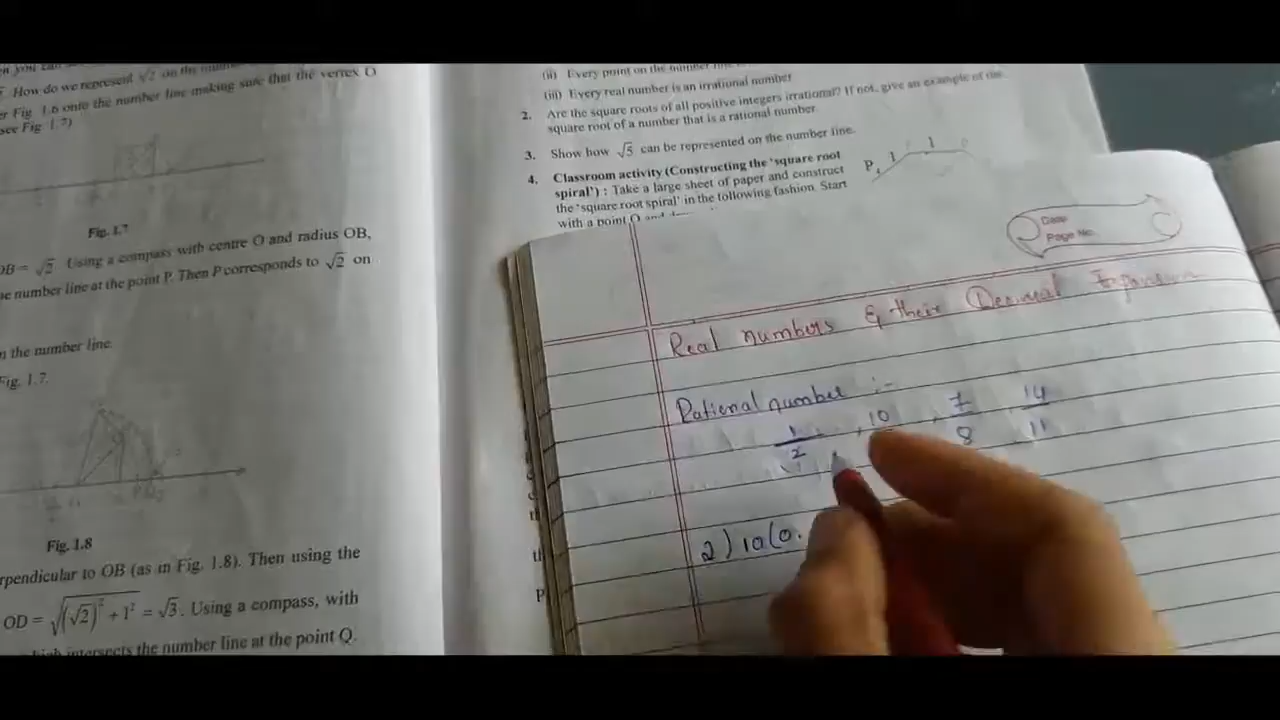 . How do we represent √2 on the
er Fig 1.6 onto the number line making sure that the vertex O
see Fig 1.7)
Fig. 1.7
OB = √2. Using a compass with centre O and radius OB,
number line at the point P. Then P corresponds to √2 on
n the number line.
Fig. 1.7.
Fig. 1.8
rpendicular to OB (as in Fig. 1.8). Then using the
OD = √((√2)² + 1²) = √3. Using a compass, with
intersects the number line at the point Q.
(ii) Every point on the number line
(iii) Every real number is an irrational number.
2. Are the square roots of all positive integers irrational? If not, give an example of the
square root of a number that is a rational number.
3. Show how √5 can be represented on the number line.
4. Classroom activity (Constructing the 'square root
spiral') : Take a large sheet of paper and construct
the 'square root spiral' in the following fashion. Start
with a point O and
P₄ 1 1
Date
Page No.
Real numbers & their Decimal Expansion
Rational number :-
1/2 , 10 , 7/8 , 14/11
2)10(0.